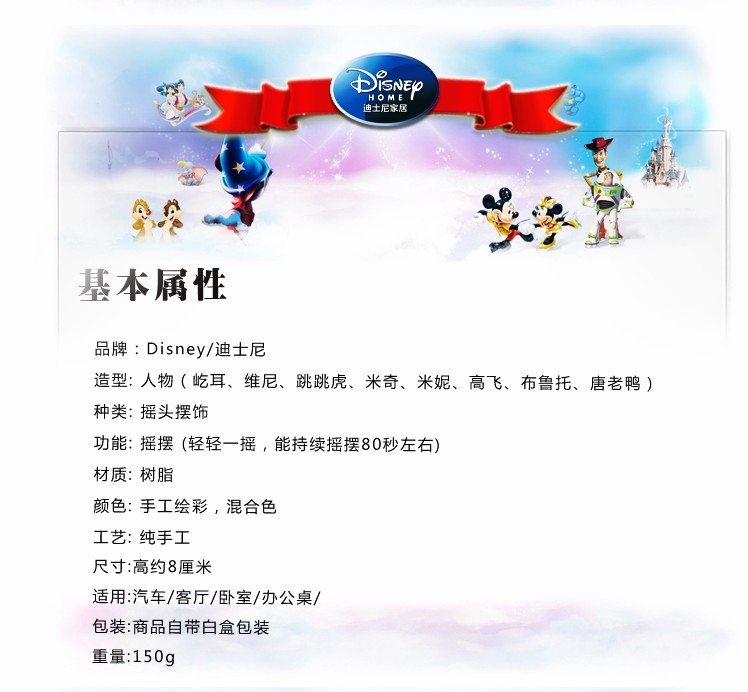 Disney
HOME
迪士尼家居
基本属性
品牌：Disney/迪士尼
造型: 人物（屹耳、维尼、跳跳虎、米奇、米妮、高飞、布鲁托、唐老鸭）
种类: 摇头摆饰
功能: 摇摆 (轻轻一摇，能持续摇摆80秒左右)
材质: 树脂
颜色: 手工绘彩，混合色
工艺: 纯手工
尺寸:高约8厘米
适用:汽车/客厅/卧室/办公桌/
包装:商品自带白盒包装
重量:150g